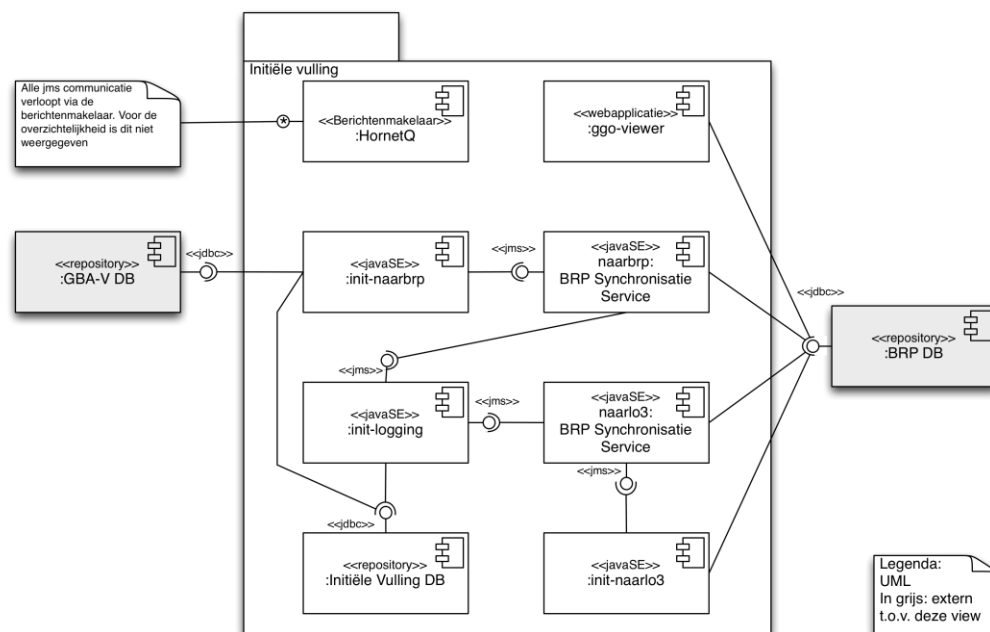 Initiële vulling
Alle jms communicatie
verloopt via de
berichtenmakelaar. Voor de
overzichtelijkheid is dit niet
weergegeven
<<Berichtenmakelaar>>
:HornetQ
<<webapplicatie>>
:ggo-viewer
<<repository>>
:GBA-V DB
<<jdbc>>
<<javaSE>>
:init-naarbrp
<<jms>>
<<javaSE>>
naarbrp:
BRP Synchronisatie
Service
<<jdbc>>
<<repository>>
:BRP DB
<<jms>>
<<javaSE>>
:init-logging
<<jms>>
<<javaSE>>
naarlo3:
BRP Synchronisatie
Service
<<jms>>
<<jdbc>>
<<repository>>
:Initiële Vulling DB
<<javaSE>>
:init-naarlo3
Legenda:
UML
In grijs: extern
t.o.v. deze view